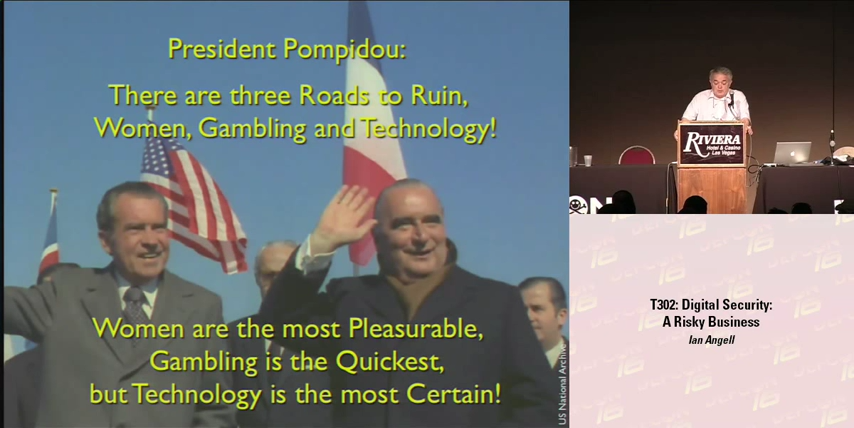 President Pompidou:
There are three Roads to Ruin,
Women, Gambling and Technology!
Women are the most Pleasurable,
Gambling is the Quickest,
but Technology is the most Certain!
US National Archive
RIVIERA
Hotel & Casino
Las Vegas
T302: Digital Security:
A Risky Business
Ian Angell